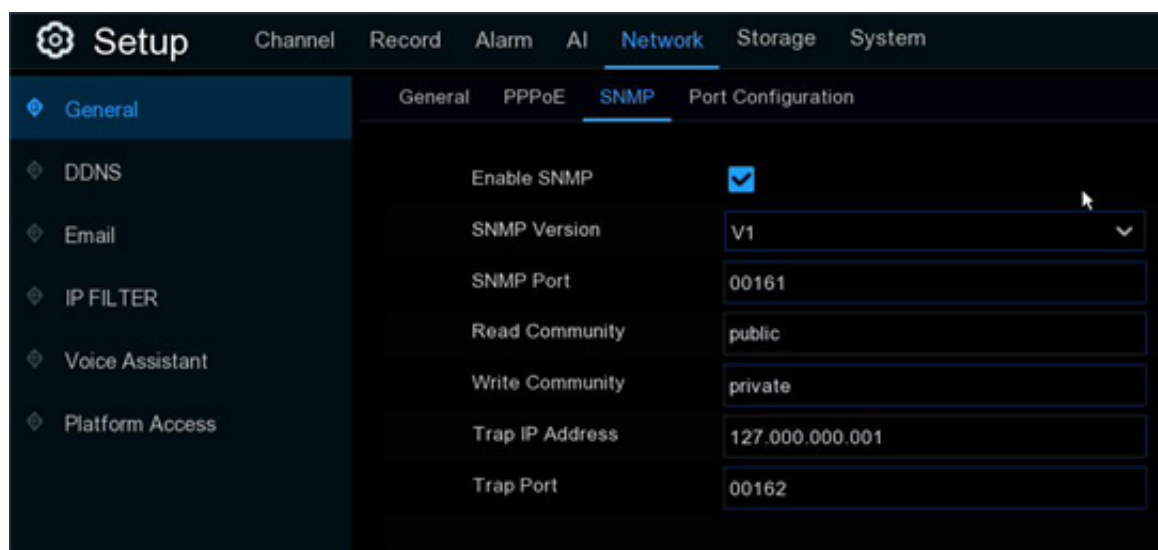 Setup Channel Record Alarm AI Network Storage System
General PPPoE SNMP Port Configuration
General
DDNS
Email
IP FILTER
Voice Assistant
Platform Access
Enable SNMP
SNMP Version V1
SNMP Port 00161
Read Community public
Write Community private
Trap IP Address 127.000.000.001
Trap Port 00162